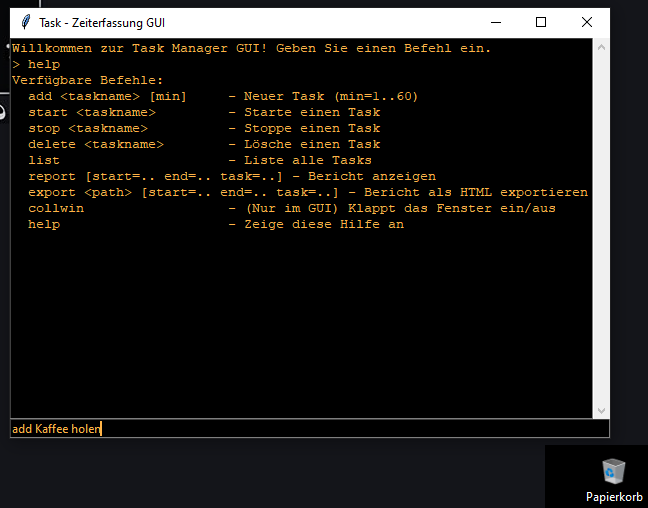 Task - Zeiterfassung GUI
Willkommen zur Task Manager GUI! Geben Sie einen Befehl ein.
> help
Verfügbare Befehle:
add <taskname> [min] - Neuer Task (min=1..60)
start <taskname> - Starte einen Task
stop <taskname> - Stoppe einen Task
delete <taskname> - Lösche einen Task
list - Liste alle Tasks
report [start=.. end=.. task=..] - Bericht anzeigen
export <path> [start=.. end=.. task=..] - Bericht als HTML exportieren
collwin - (Nur im GUI) Klappt das Fenster ein/aus
help - Zeige diese Hilfe an
add Kaffee holen
Papierkorb